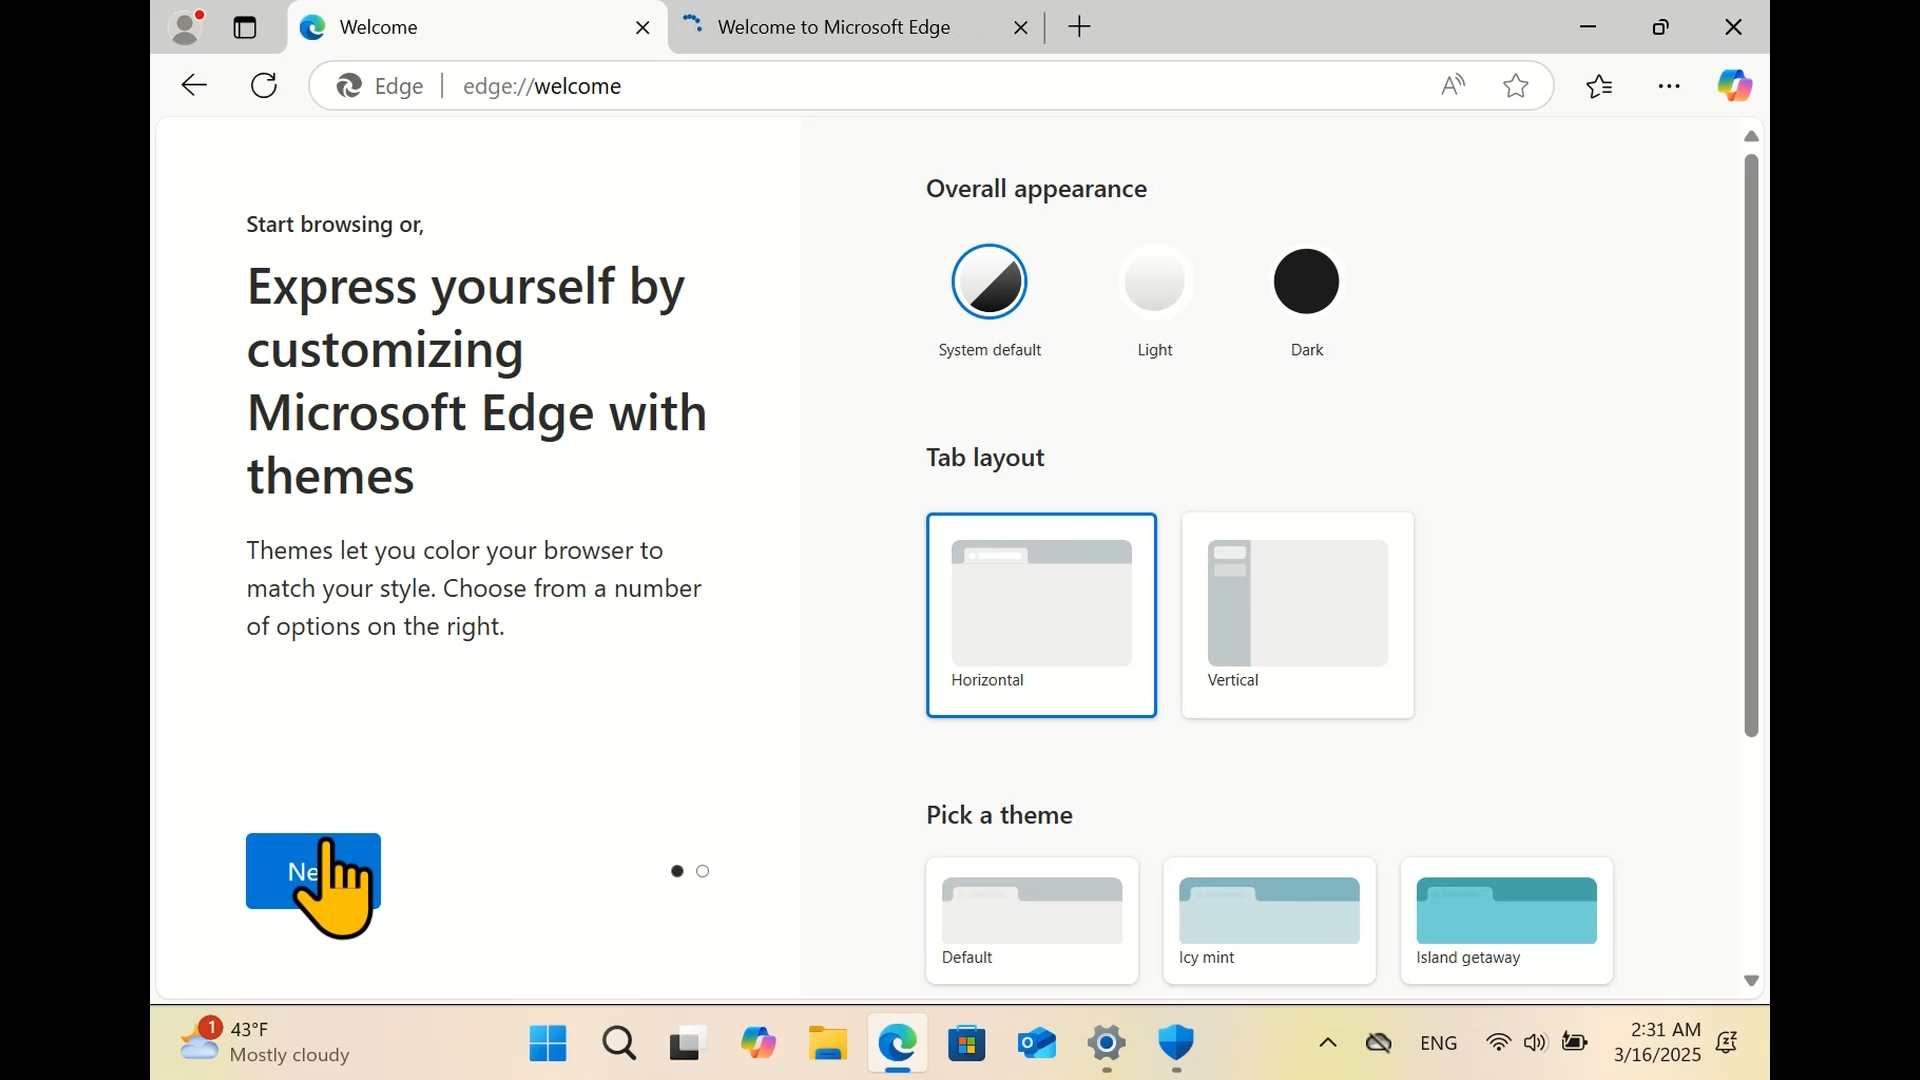 Welcome
Welcome to Microsoft Edge
Edge
edge://welcome
Start browsing or,
Express yourself by
customizing
Microsoft Edge with
themes
Themes let you color your browser to
match your style. Choose from a number
of options on the right.
Overall appearance
System default
Light
Dark
Tab layout
Horizontal
Vertical
Pick a theme
Default
Icy mint
Island getaway
1
43°F
Mostly cloudy
ENG
2:31 AM
3/16/2025